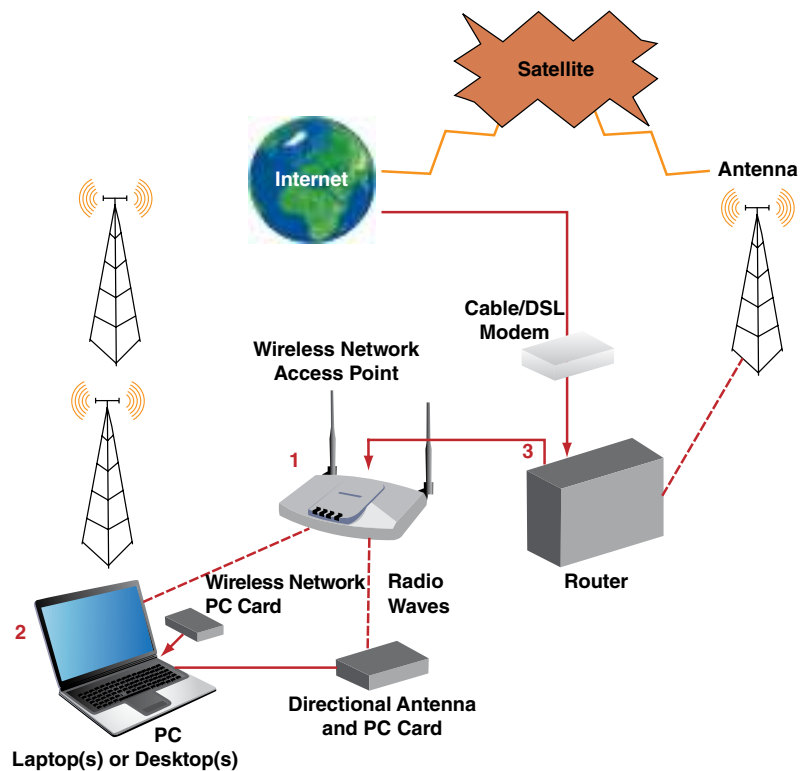 Satellite
Internet
Antenna
Cable/DSL
Modem
Wireless Network
Access Point
1
3
Router
Wireless Network
PC Card
Radio
Waves
2
Directional Antenna
and PC Card
PC
Laptop(s) or Desktop(s)